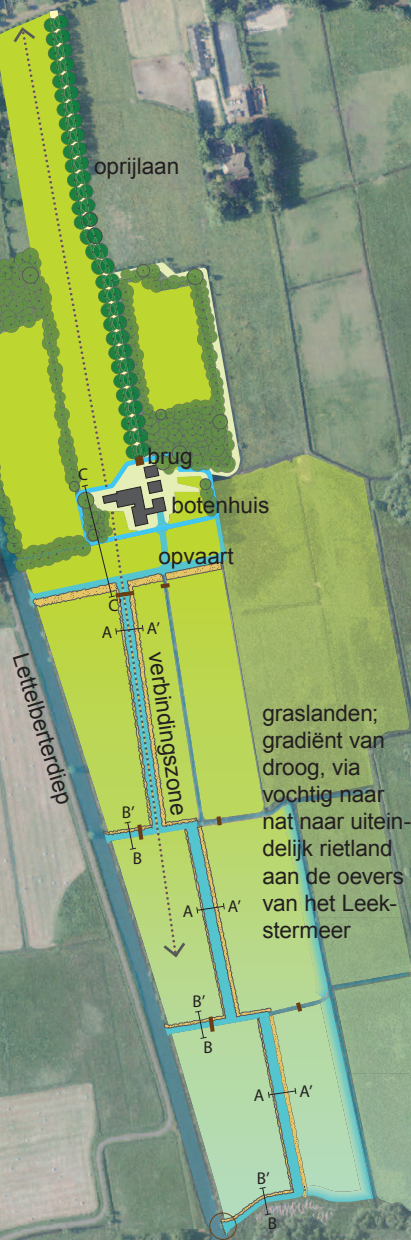 oprijlaan
brug
C
botenhuis
opvaart
C
A A'
verbindingszone
Lettelberterdiep
graslanden;
gradiënt van
droog, via
vochtig naar
nat naar uitein-
delijk rietland
aan de oevers
van het Leek-
stermeer
B'
B
A A'
B'
B
A A'
B'
B